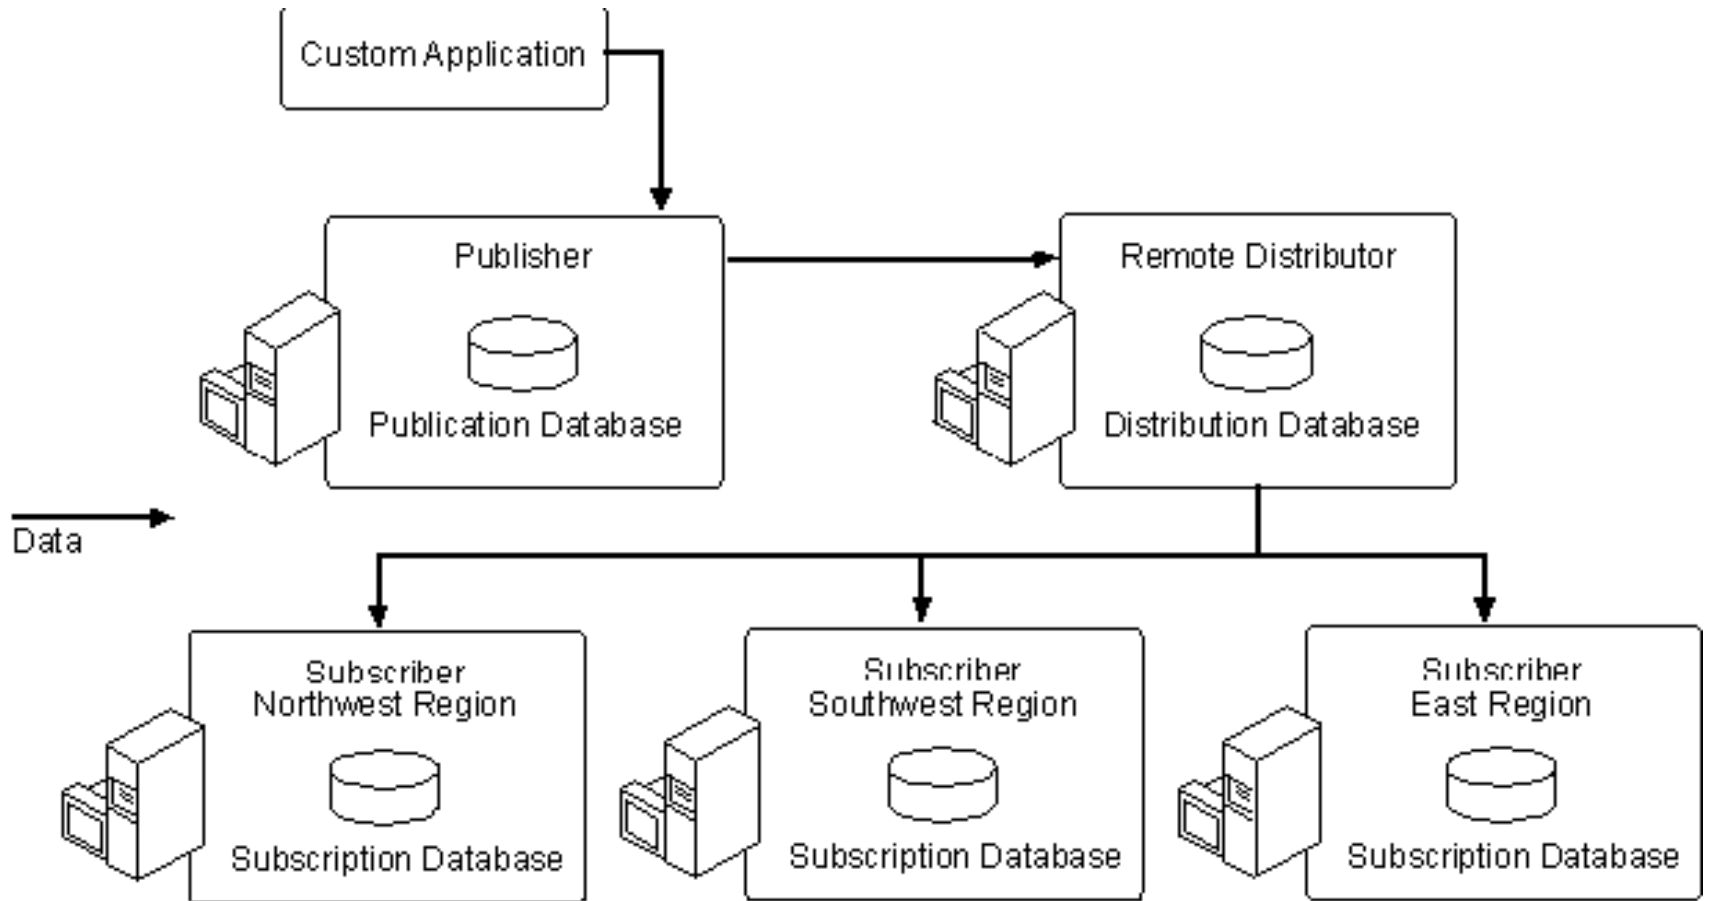 Custom Application
Publisher
Publication Database
Remote Distributor
Distribution Database
Data
Subscriber
Northwest Region
Subscription Database
Subscriber
Southwest Region
Subscription Database
Subscriber
East Region
Subscription Database